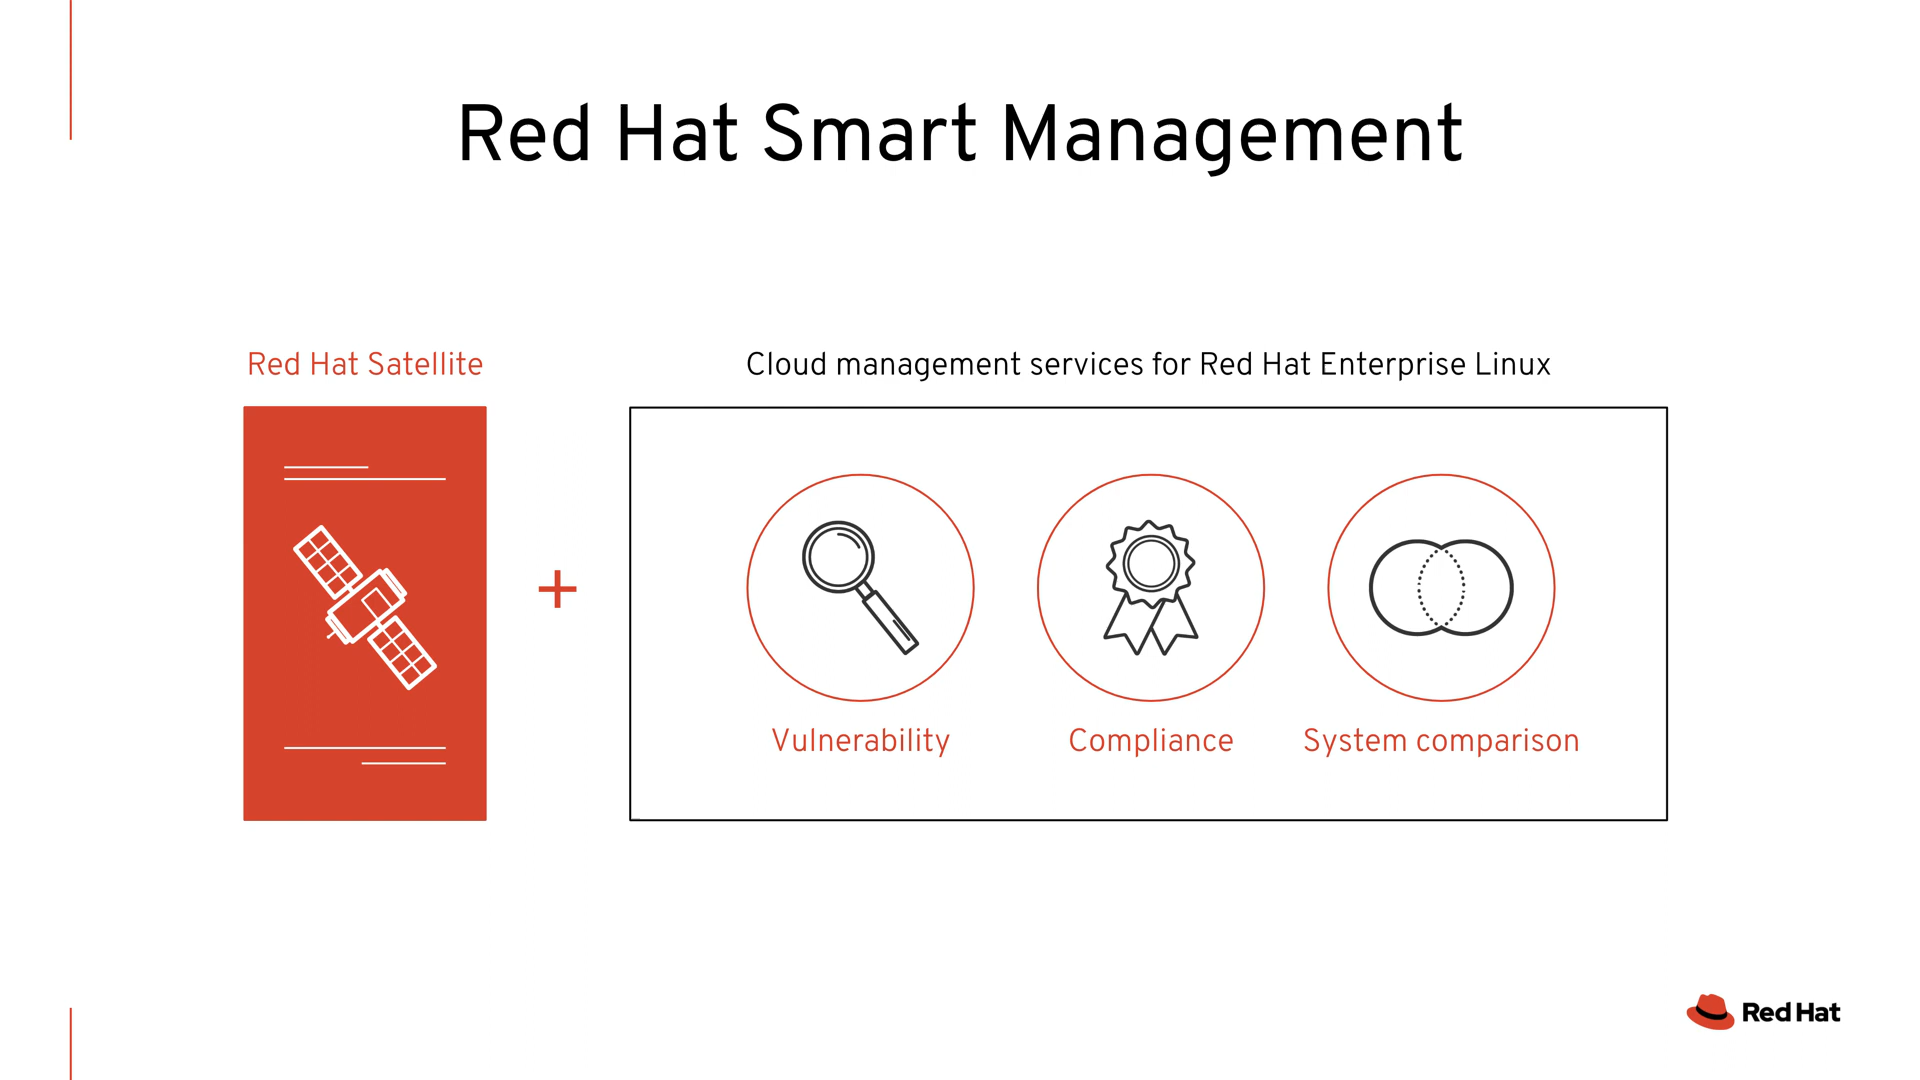 Red Hat Smart Management
Red Hat Satellite
Cloud management services for Red Hat Enterprise Linux
+
Vulnerability
Compliance
System comparison
Red Hat